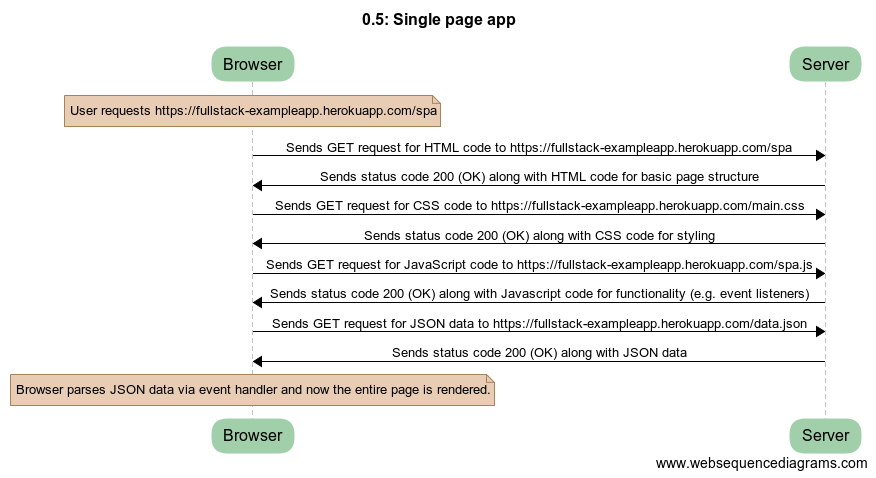 0.5: Single page app
Browser
Server
User requests https://fullstack-exampleapp.herokuapp.com/spa
Sends GET request for HTML code to https://fullstack-exampleapp.herokuapp.com/spa
Sends status code 200 (OK) along with HTML code for basic page structure
Sends GET request for CSS code to https://fullstack-exampleapp.herokuapp.com/main.css
Sends status code 200 (OK) along with CSS code for styling
Sends GET request for JavaScript code to https://fullstack-exampleapp.herokuapp.com/spa.js
Sends status code 200 (OK) along with Javascript code for functionality (e.g. event listeners)
Sends GET request for JSON data to https://fullstack-exampleapp.herokuapp.com/data.json
Sends status code 200 (OK) along with JSON data
Browser parses JSON data via event handler and now the entire page is rendered.
Browser
Server
www.websequencediagrams.com